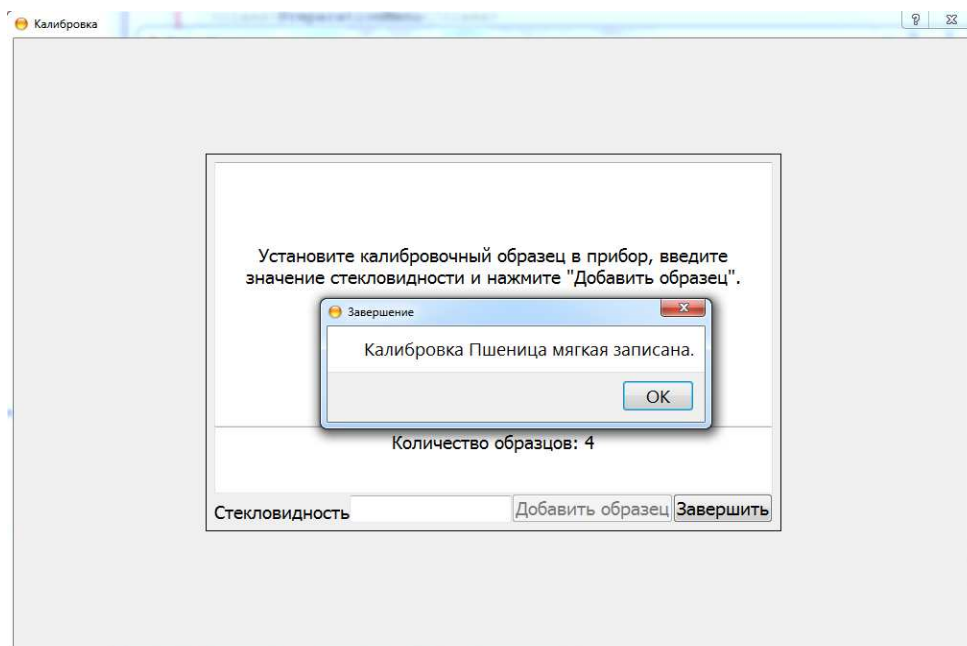 Калибровка
Установите калибровочный образец в прибор, введите
значение стекловидности и нажмите "Добавить образец".
Завершение
Калибровка Пшеница мягкая записана.
OK
Количество образцов: 4
Стекловидность Добавить образец Завершить